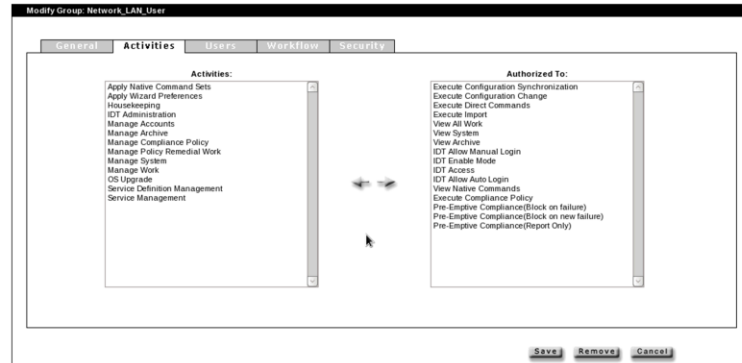 Modify Group: Network_LAN_User
General Activities Users Workflow Security
Activities:
Apply Native Command Sets
Apply Wizard Preferences
Housekeeping
IDT Administration
Manage Accounts
Manage Archive
Manage Compliance Policy
Manage Policy Remedial Work
Manage System
Manage Work
OS Upgrade
Service Definition Management
Service Management
Authorized To:
Execute Configuration Synchronization
Execute Configuration Change
Execute Direct Commands
Execute Import
View All Work
View System
View Archive
IDT Allow Manual Login
IDT Enable Mode
IDT Access
IDT Allow Auto Login
View Native Commands
Execute Compliance Policy
Pre-Emptive Compliance(Block on failure)
Pre-Emptive Compliance(Block on new failure)
Pre-Emptive Compliance(Report Only)
Save Remove Cancel